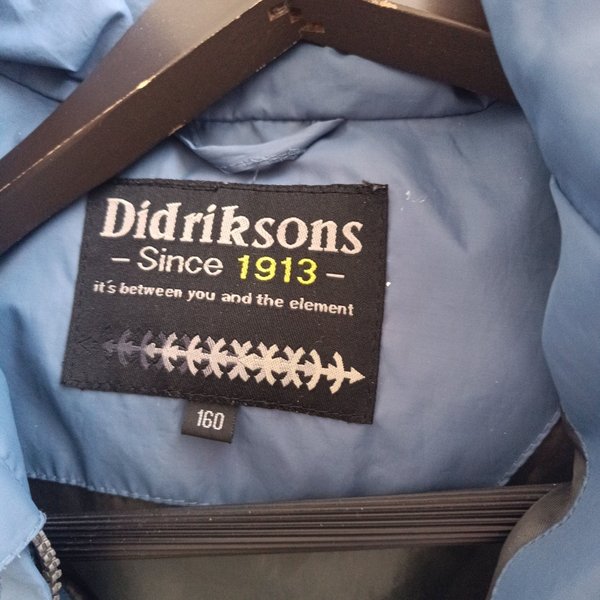 Didriksons
- Since 1913 -
it's between you and the element
160